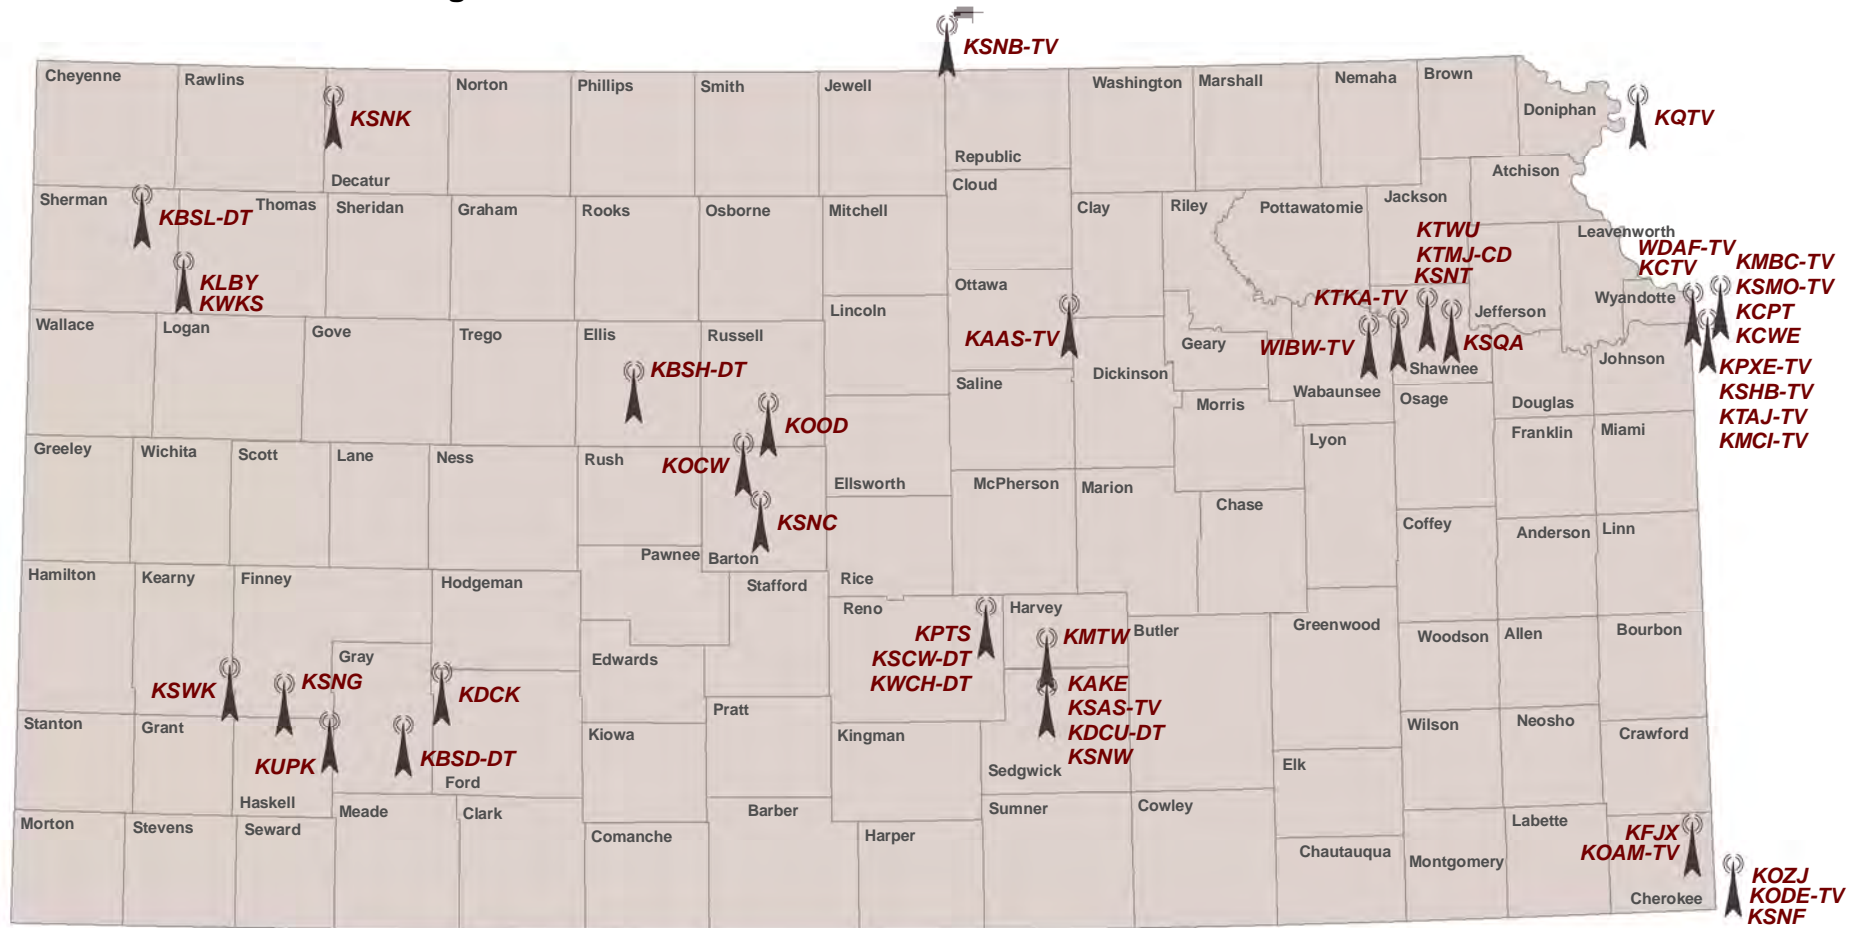 KSNB-TV
Cheyenne
Rawlins
Norton
Phillips
Smith
Jewell
Washington
Marshall
Nemaha
Brown
Doniphan
KQTV
KSNK
Decatur
Republic
Atchison
Sherman
KBSL-DT
Thomas
Sheridan
Graham
Rooks
Osborne
Mitchell
Cloud
Clay
Riley
Pottawatomie
Jackson
KTWU
KTMJ-CD
KSNT
Leavenworth
WDAF-TV
KCTV
KMBC-TV
KSMO-TV
KCPT
KCWE
KLBY
KWKS
Ottawa
Lincoln
KTKA-TV
Jefferson
Wyandotte
Wallace
Logan
Gove
Trego
Ellis
Russell
KAAS-TV
Geary
WIBW-TV
KSQA
Shawnee
Johnson
KPXE-TV
KSHB-TV
KTAJ-TV
KMCI-TV
KBSH-DT
Saline
Dickinson
Morris
Wabaunsee
Osage
Douglas
KOOD
Greeley
Wichita
Scott
Lane
Ness
Rush
KOCW
Ellsworth
McPherson
Marion
Lyon
Franklin
Miami
KSNC
Chase
Coffey
Anderson
Linn
Pawnee
Barton
Hamilton
Kearny
Finney
Hodgeman
Stafford
Rice
Reno
Harvey
KPTS
KSCW-DT
KWCH-DT
KMTW
Butler
Greenwood
Woodson
Allen
Bourbon
Gray
Edwards
KSWK
KSNG
KDCK
KAKE
KSAS-TV
KDCU-DT
KSNW
Stanton
Grant
KUPK
KBSD-DT
Ford
Kiowa
Pratt
Kingman
Sedgwick
Elk
Wilson
Neosho
Crawford
Haskell
Meade
Clark
Barber
Sumner
Cowley
Labette
Morton
Stevens
Seward
Comanche
Harper
Chautauqua
Montgomery
KFJX
KOAM-TV
Cherokee
KOZJ
KODE-TV
KSNF